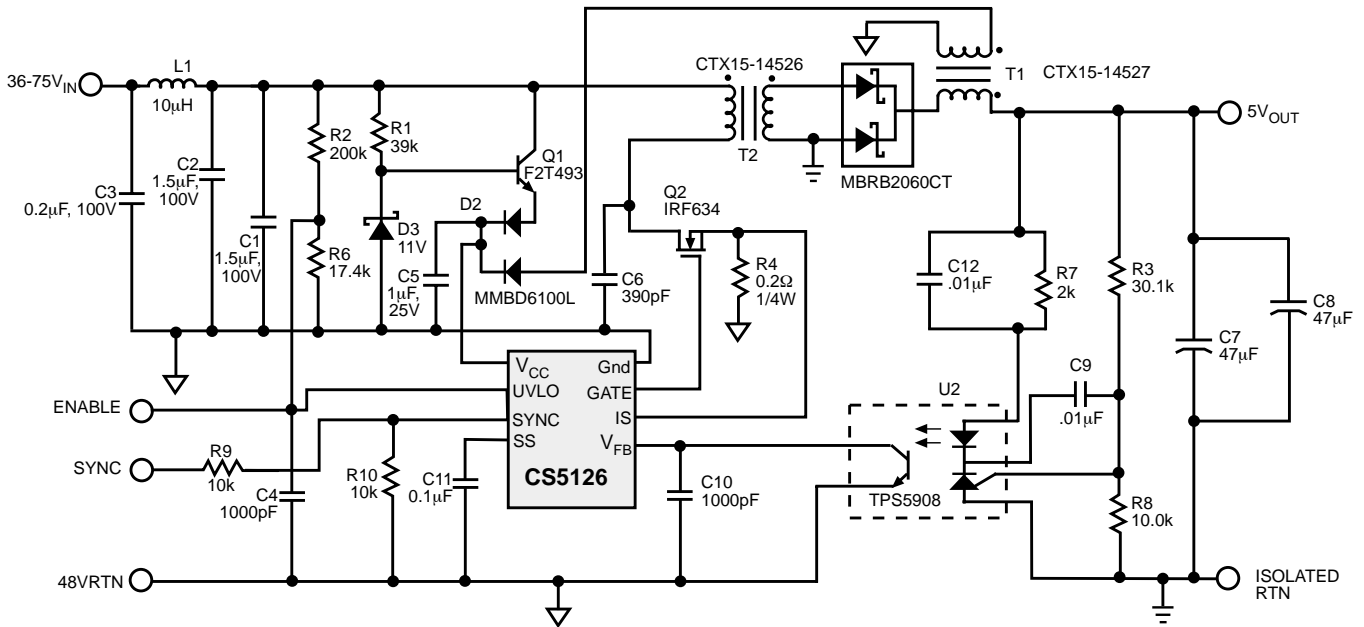 36-75V_IN
L1
10μH
R2
200k
R1
39k
Q1
F2T493
CTX15-14526
T2
MBRB2060CT
T1
CTX15-14527
5V_OUT
C3
0.2μF, 100V
C2
1.5μF,
100V
C1
1.5μF,
100V
R6
17.4k
D3
11V
D2
C5
1μF,
25V
MMBD6100L
C6
390pF
Q2
IRF634
R4
0.2Ω
1/4W
C12
.01μF
R7
2k
R3
30.1k
C7
47μF
C8
47μF
C9
.01μF
U2
TPS5908
R8
10.0k
V_CC
UVLO
SYNC
SS
Gnd
GATE
IS
V_FB
CS5126
ENABLE
SYNC
R9
10k
C4
1000pF
R10
10k
C11
0.1μF
C10
1000pF
48VRTN
ISOLATED
RTN